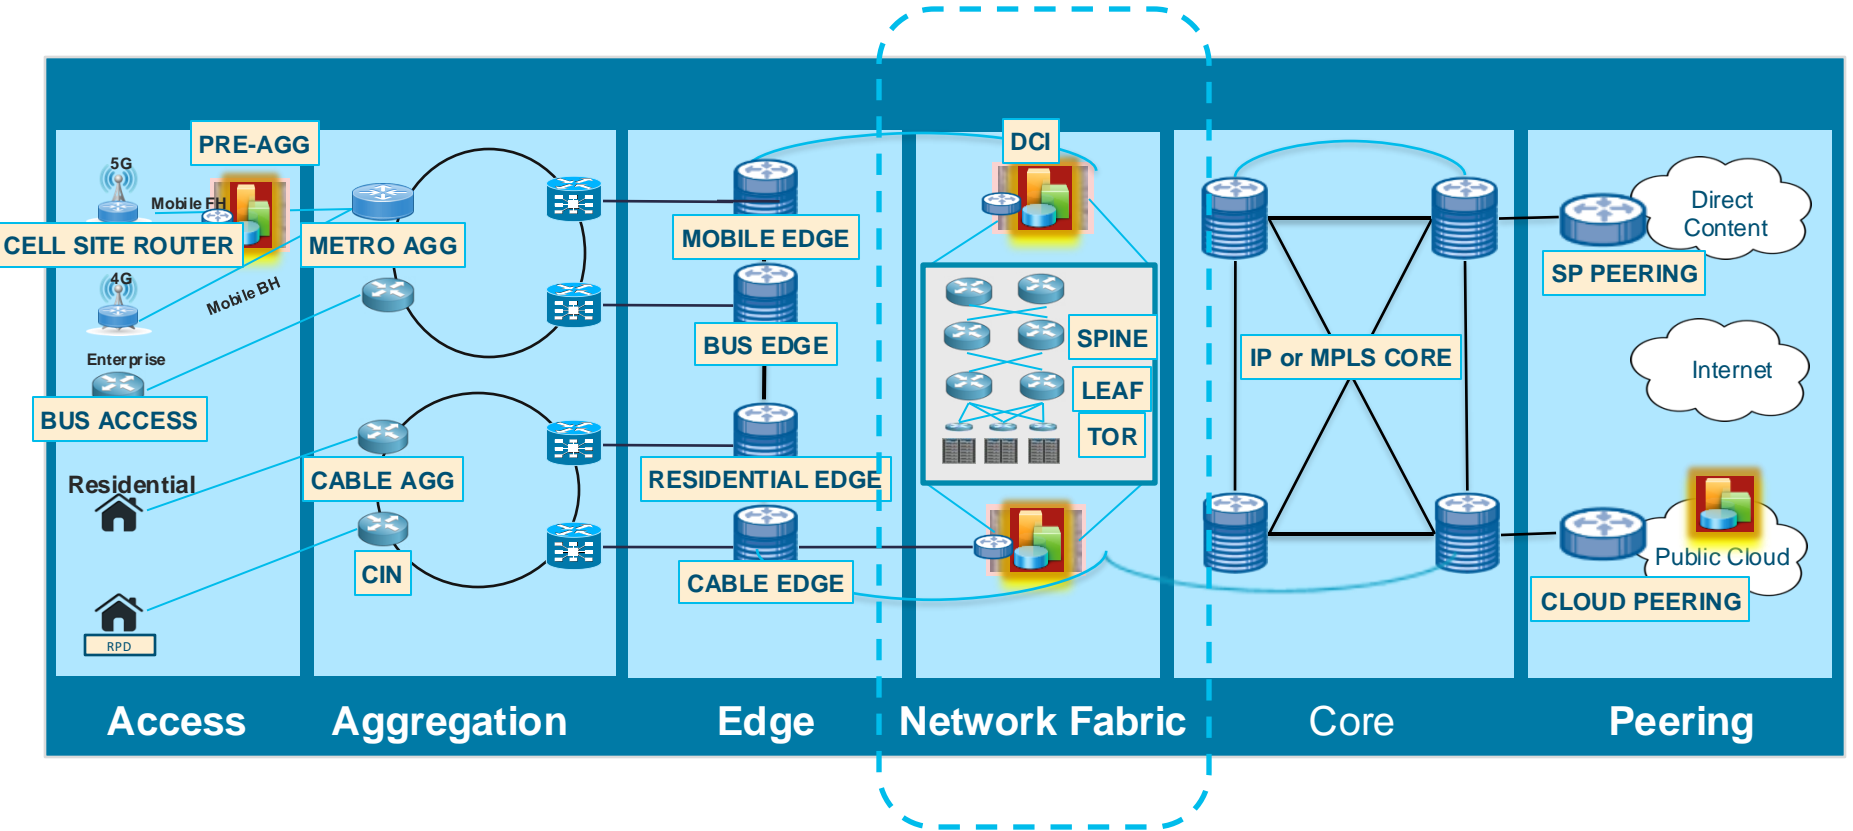 PRE-AGG
5G
Mobile FH
CELL SITE ROUTER
4G
Mobile BH
Enterprise
BUS ACCESS
Residential
RPD
METRO AGG
CABLE AGG
CIN
MOBILE EDGE
BUS EDGE
RESIDENTIAL EDGE
CABLE EDGE
DCI
SPINE
LEAF
TOR
IP or MPLS CORE
Direct
Content
SP PEERING
Internet
Public Cloud
CLOUD PEERING
Access
Aggregation
Edge
Network Fabric
Core
Peering